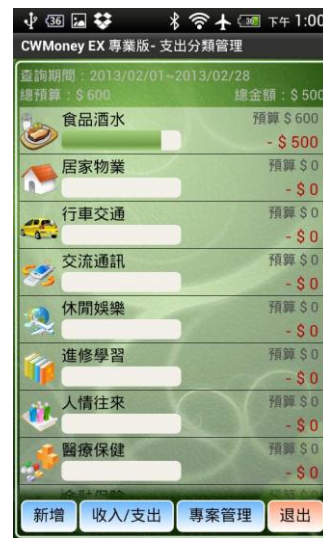 36 36 下午 1:00
CWMoney EX 專業版- 支出分類管理
查詢期間：2013/02/01~2013/02/28
總預算：$ 600 總金額：$ 500
食品酒水 預算 $ 600
- $ 500
居家物業 預算 $ 0
- $ 0
行車交通 預算 $ 0
- $ 0
交流通訊 預算 $ 0
- $ 0
休閒娛樂 預算 $ 0
- $ 0
進修學習 預算 $ 0
- $ 0
人情往來 預算 $ 0
- $ 0
醫療保健 預算 $ 0
- $ 0
新增 收入/支出 專案管理 退出